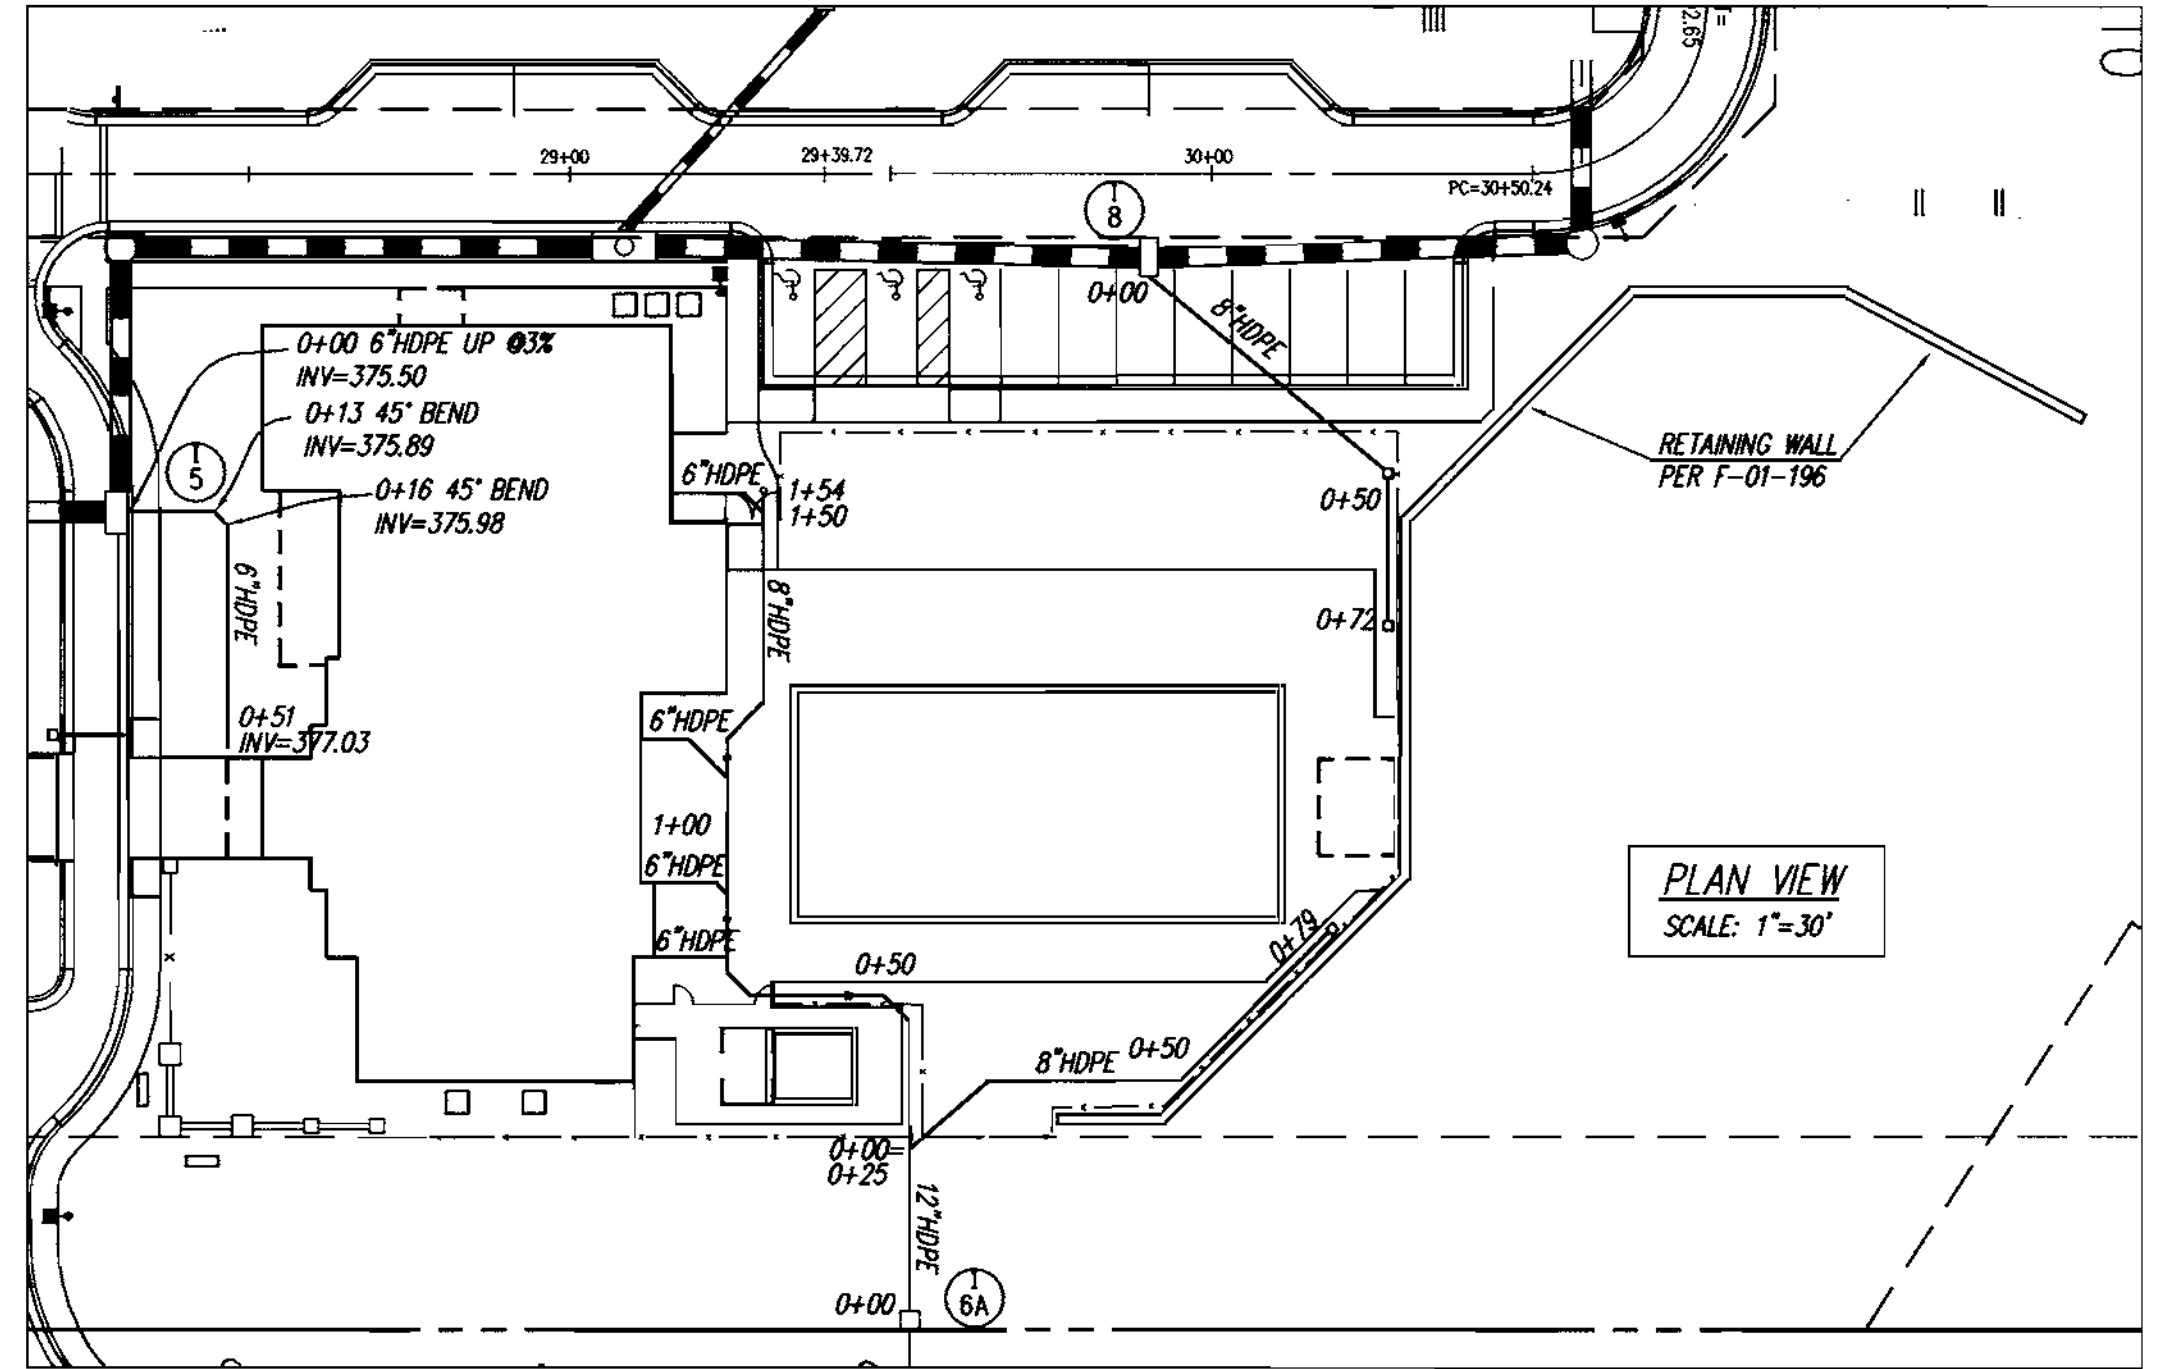 2.65
T=
29+00
29+39.72
30+00
PC=30+50.24
I
8
0+00
8"HDPE
0+00 6"HDPE UP @3%
INV=375.50
0+13 45° BEND
INV=375.89
I
5
0+16 45° BEND
INV=375.98
6"HDPE
1+54
1+50
0+50
RETAINING WALL
PER F-01-196
6"HDPE
8"HDPE
0+72
0+51
INV=377.03
6"HDPE
1+00
6"HDPE
6"HDPE
0+50
0+79
PLAN VIEW
SCALE: 1"=30'
8"HDPE
0+50
0+00=
0+25
12"HDPE
0+00
I
6A